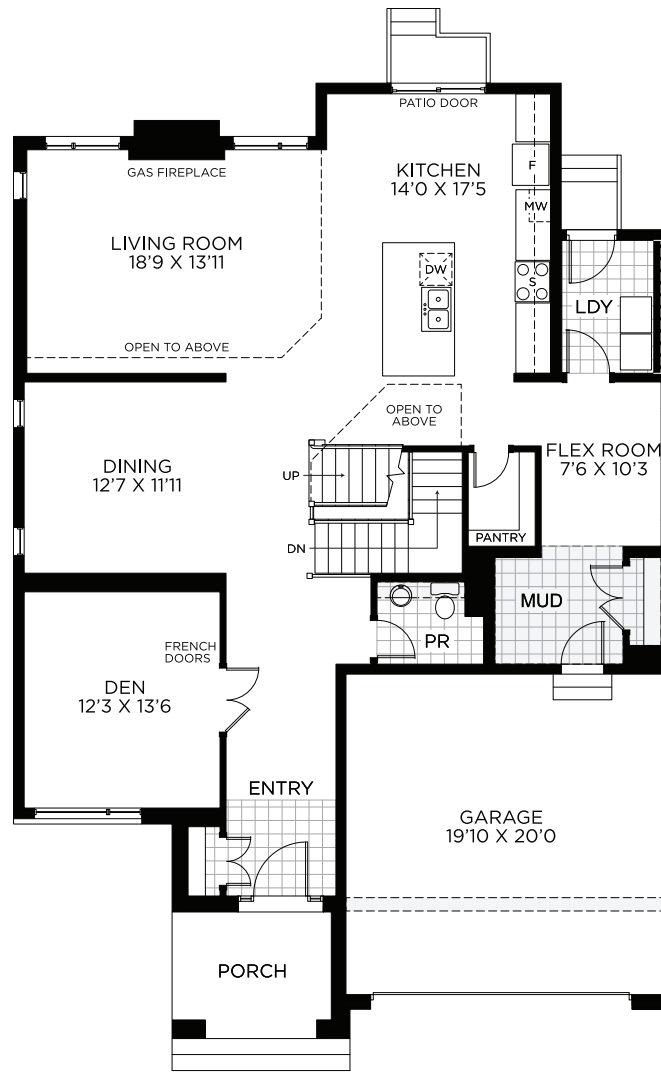 PATIO DOOR
GAS FIREPLACE
KITCHEN
14'0 X 17'5
F
MW
LIVING ROOM
18'9 X 13'11
DW
S
LDY
OPEN TO ABOVE
OPEN TO
ABOVE
DINING
12'7 X 11'11
UP
FLEX ROOM
7'6 X 10'3
PANTRY
DN
MUD
PR
FRENCH
DOORS
DEN
12'3 X 13'6
ENTRY
GARAGE
19'10 X 20'0
PORCH